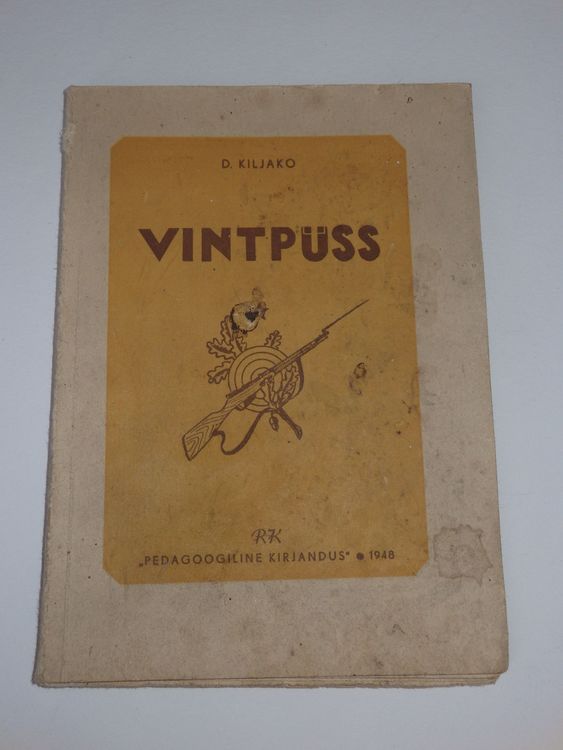 D. KILJAKO
VINTPÜSS
RK
„PEDAGOOGILINE KIRJANDUS" • 1948